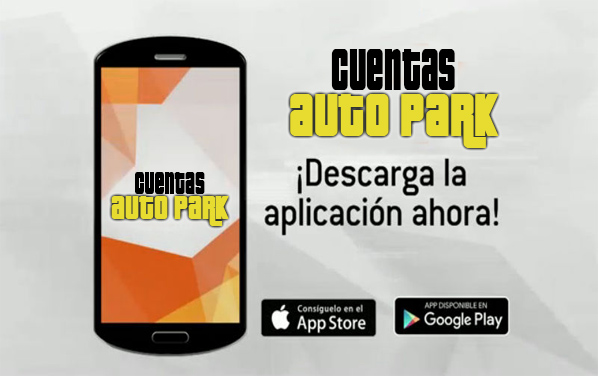 CUENTAS
AUTO PARK
¡Descarga la
aplicación ahora!
CUENTAS
AUTO PARK
Consíguelo en el
App Store
APP DISPONIBLE EN
Google Play